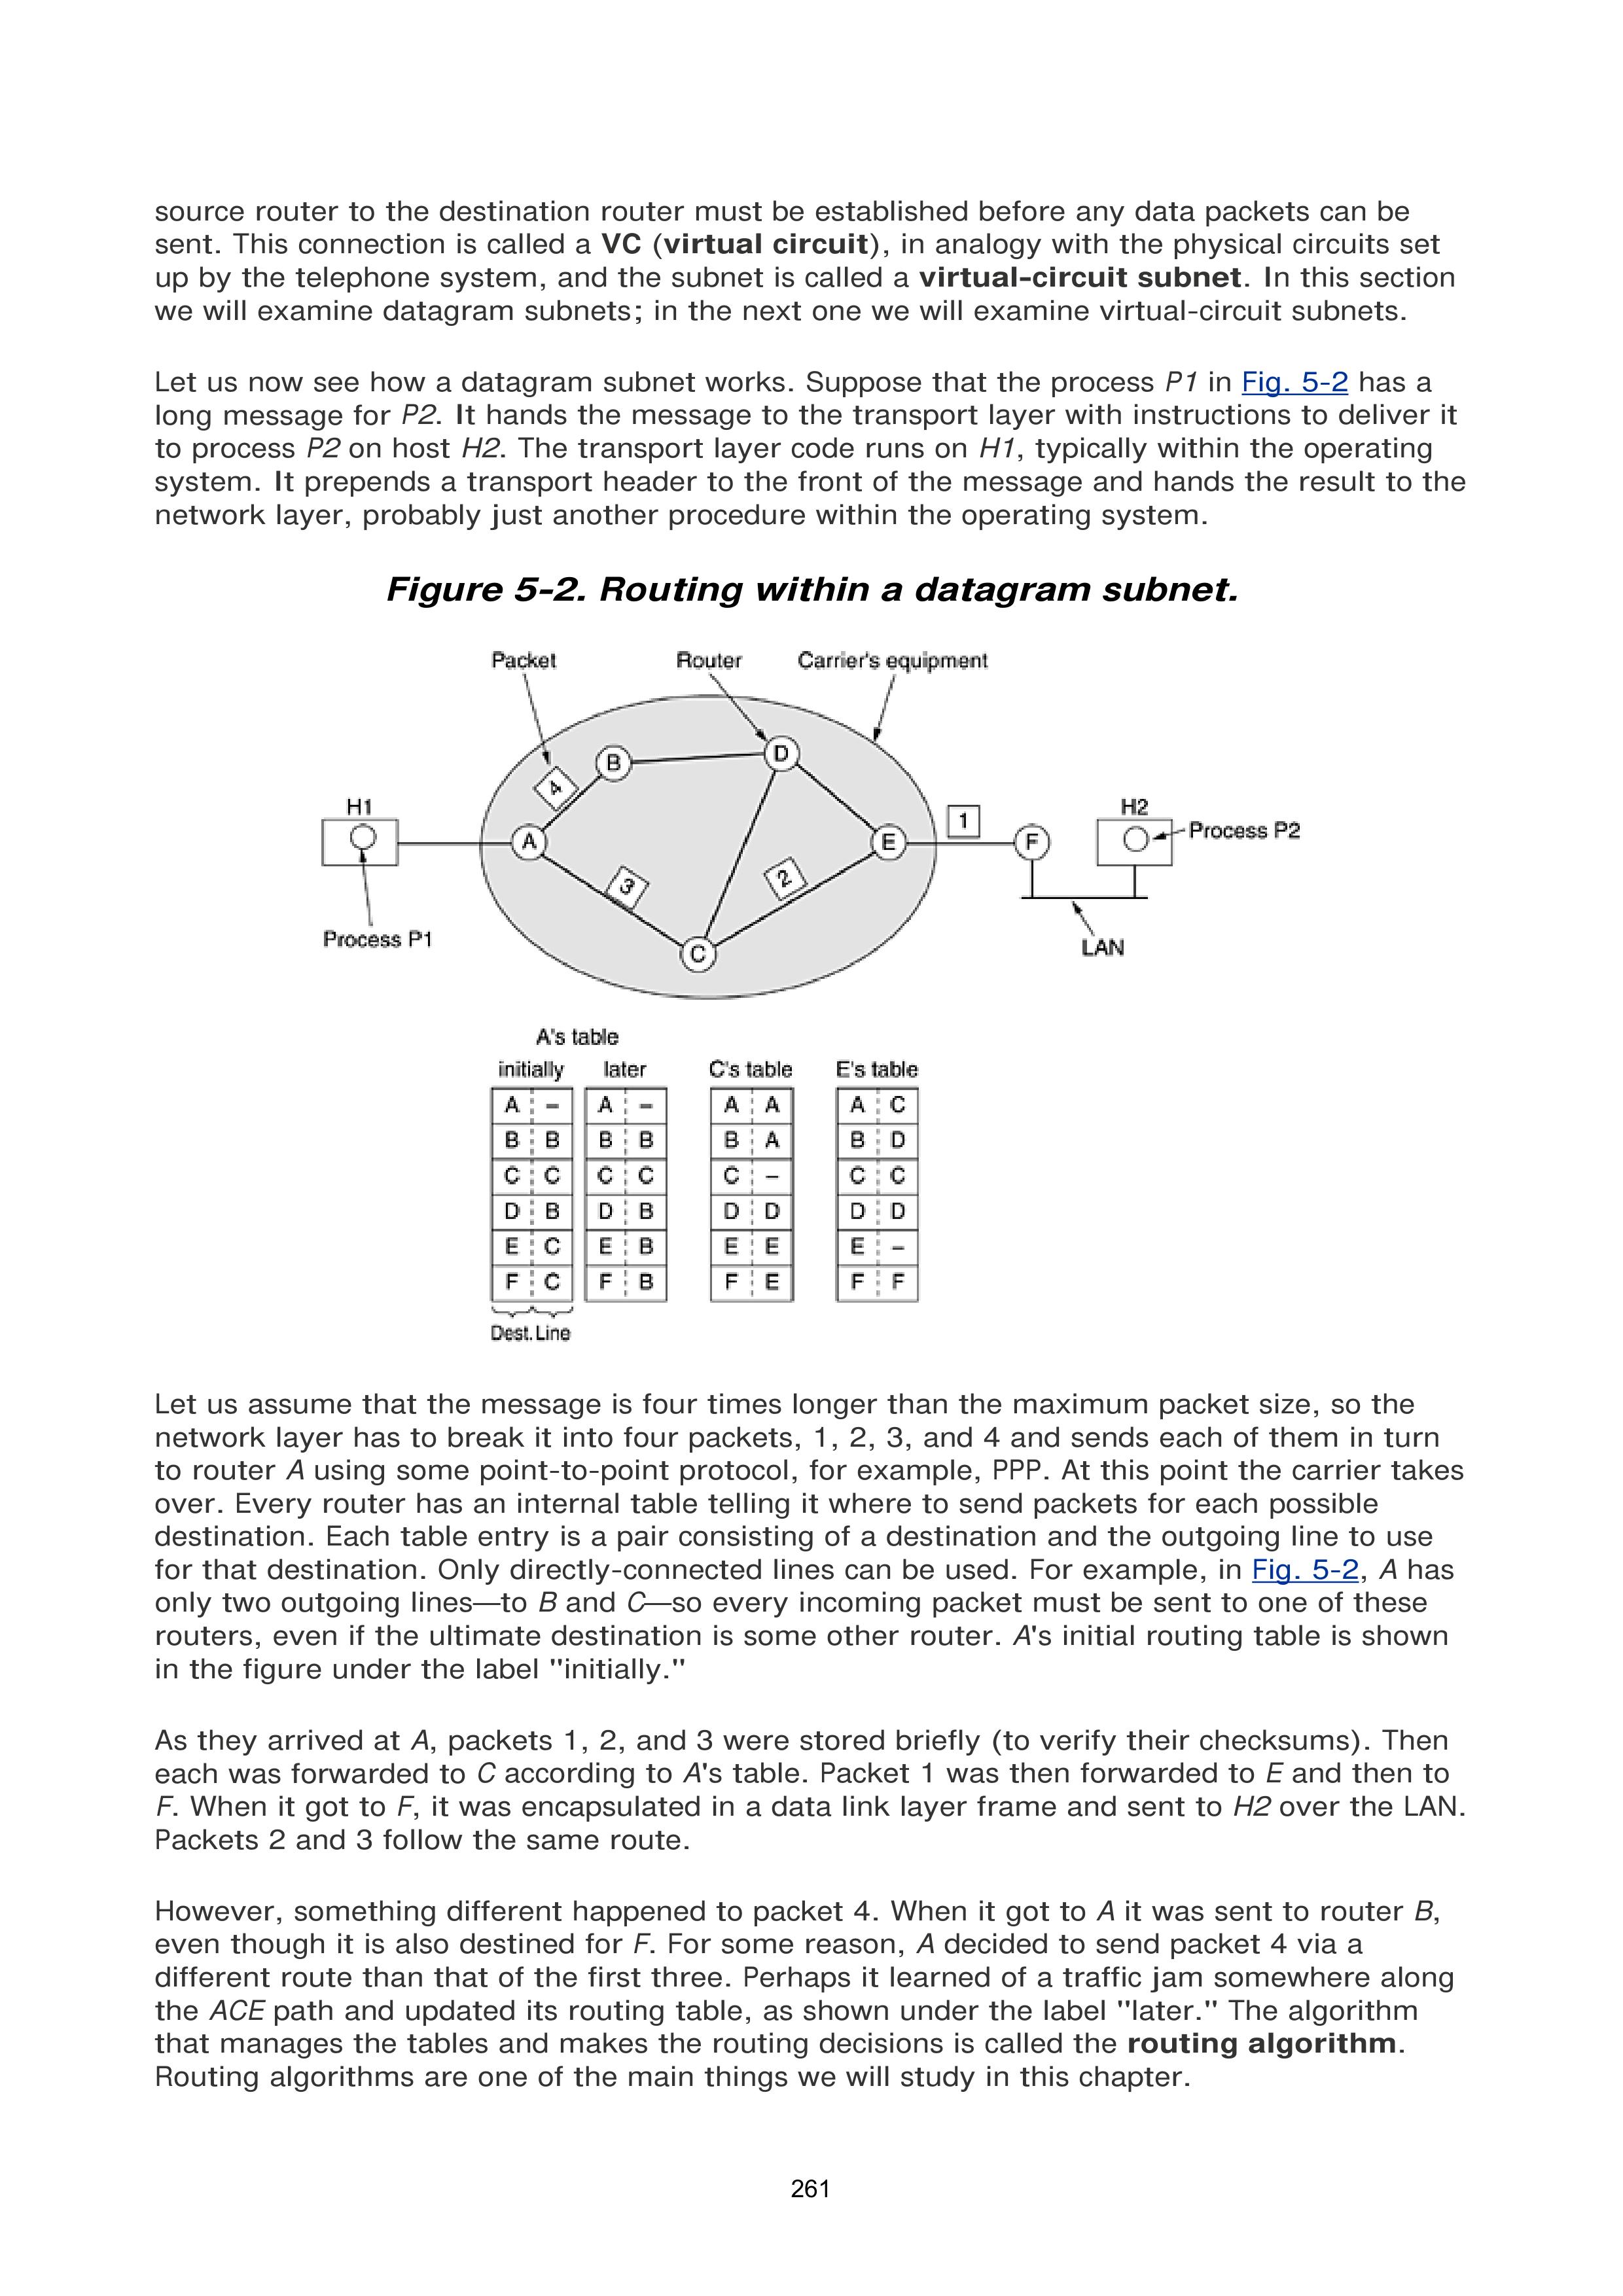 source router to the destination router must be established before any data packets can be
sent. This connection is called a VC (virtual circuit), in analogy with the physical circuits set
up by the telephone system, and the subnet is called a virtual-circuit subnet. In this section
we will examine datagram subnets; in the next one we will examine virtual-circuit subnets.
Let us now see how a datagram subnet works. Suppose that the process P1 in Fig. 5-2 has a
long message for P2. It hands the message to the transport layer with instructions to deliver it
to process P2 on host H2. The transport layer code runs on H1, typically within the operating
system. It prepends a transport header to the front of the message and hands the result to the
network layer, probably just another procedure within the operating system.
Figure 5-2. Routing within a datagram subnet.
Packet Router Carrier's equipment
B D
4
H1 1 H2
A E F Process P2
3 2
Process P1 C LAN
A's table
initially later C's table E's table
A – A – A A A C
B B B B B A B D
C C C C C – C C
D B D B D D D D
E C E B E E E –
F C F B F E F F
Dest. Line
Let us assume that the message is four times longer than the maximum packet size, so the
network layer has to break it into four packets, 1, 2, 3, and 4 and sends each of them in turn
to router A using some point-to-point protocol, for example, PPP. At this point the carrier takes
over. Every router has an internal table telling it where to send packets for each possible
destination. Each table entry is a pair consisting of a destination and the outgoing line to use
for that destination. Only directly-connected lines can be used. For example, in Fig. 5-2, A has
only two outgoing lines—to B and C—so every incoming packet must be sent to one of these
routers, even if the ultimate destination is some other router. A's initial routing table is shown
in the figure under the label ''initially.''
As they arrived at A, packets 1, 2, and 3 were stored briefly (to verify their checksums). Then
each was forwarded to C according to A's table. Packet 1 was then forwarded to E and then to
F. When it got to F, it was encapsulated in a data link layer frame and sent to H2 over the LAN.
Packets 2 and 3 follow the same route.
However, something different happened to packet 4. When it got to A it was sent to router B,
even though it is also destined for F. For some reason, A decided to send packet 4 via a
different route than that of the first three. Perhaps it learned of a traffic jam somewhere along
the ACE path and updated its routing table, as shown under the label ''later.'' The algorithm
that manages the tables and makes the routing decisions is called the routing algorithm.
Routing algorithms are one of the main things we will study in this chapter.
261